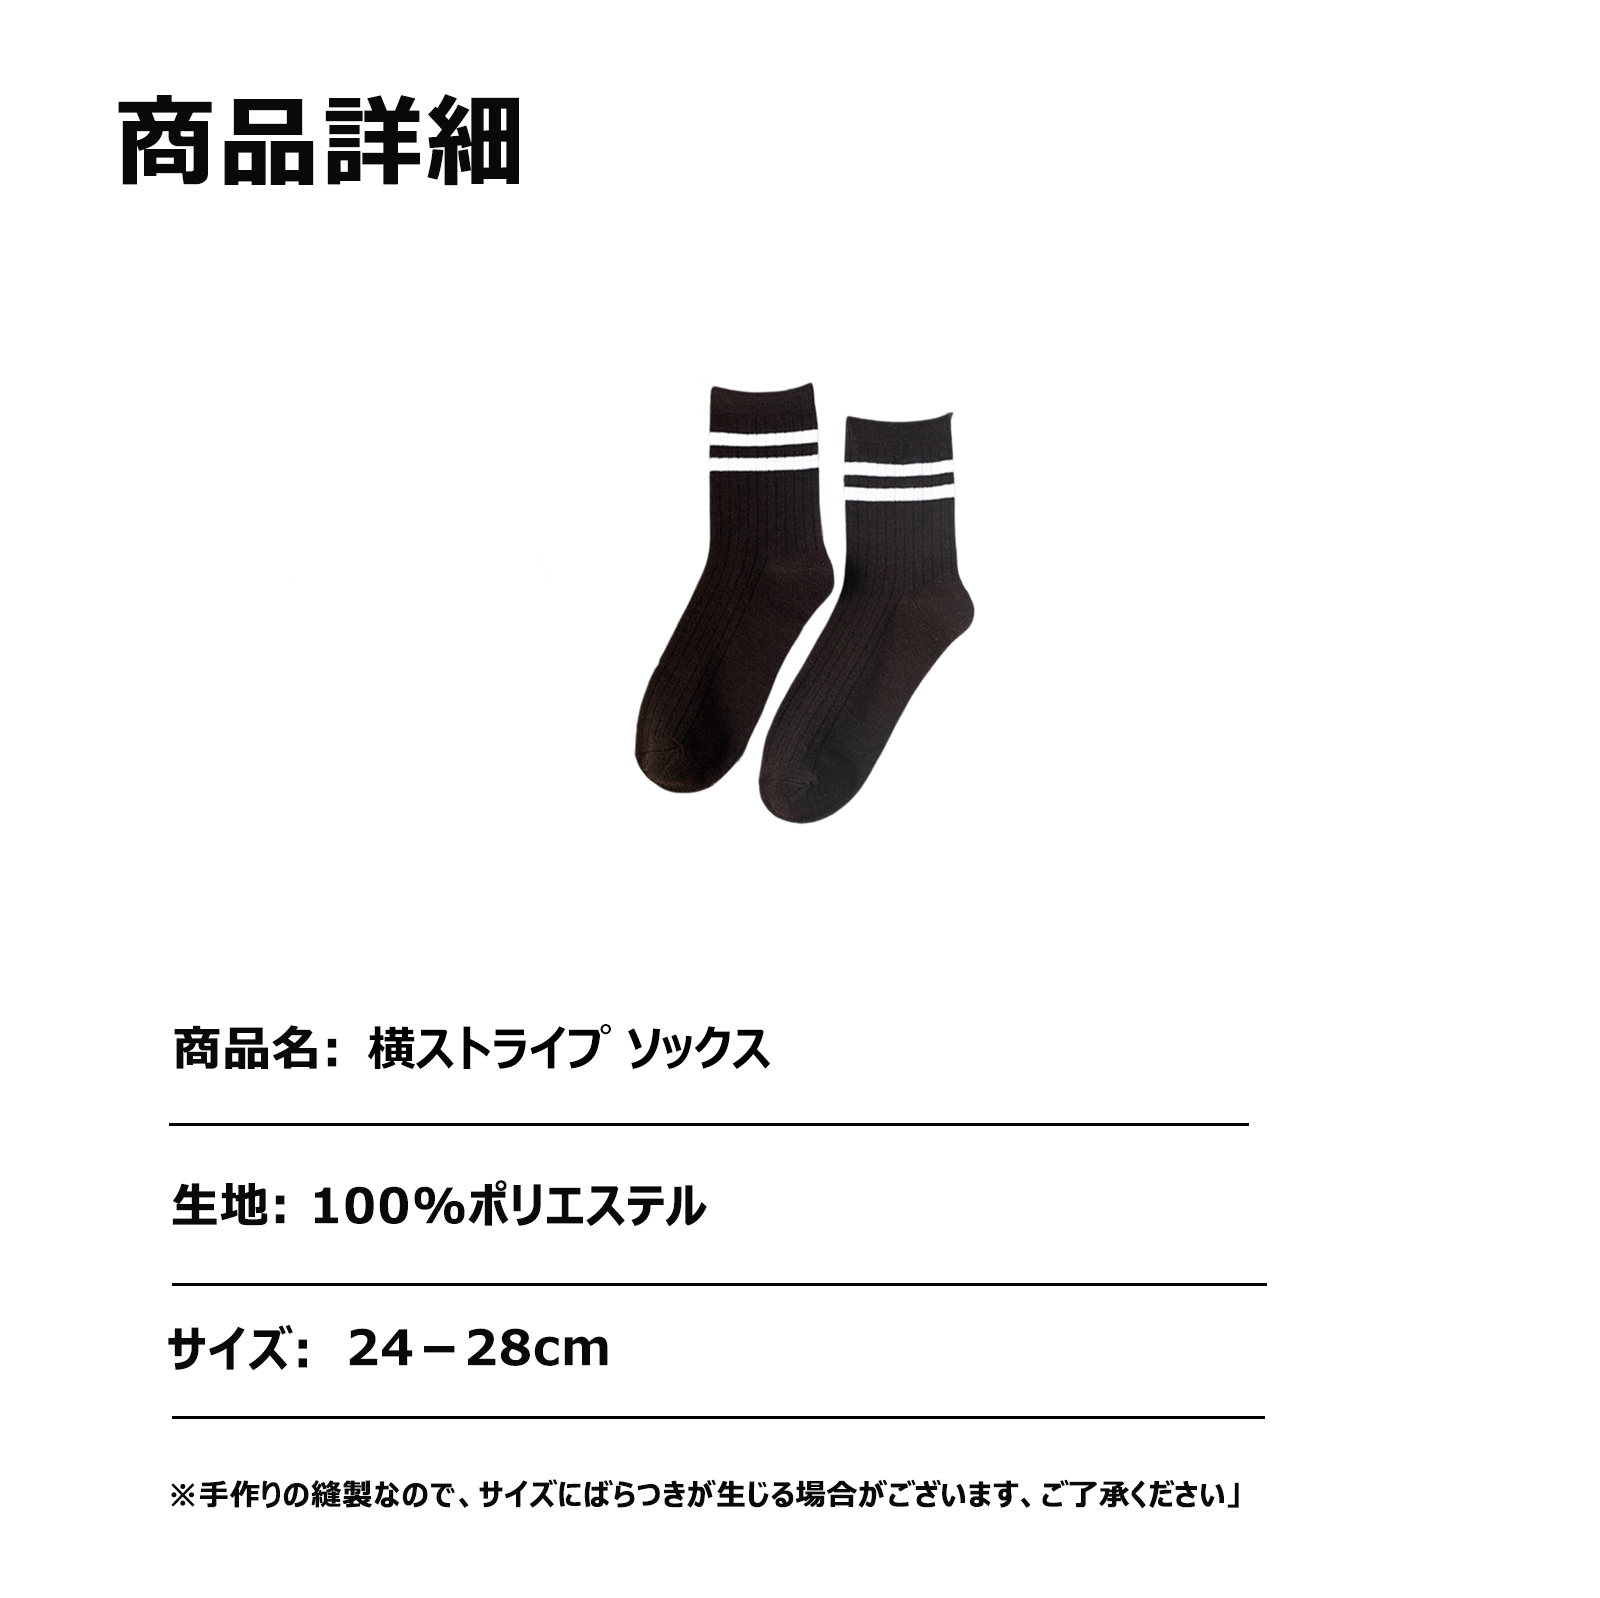 商品詳細
商品名: 横ストライプ ソックス
生地: 100%ポリエステル
サイズ: 24－28cm
※手作りの縫製なので、サイズにばらつきが生じる場合がございます、ご了承ください」